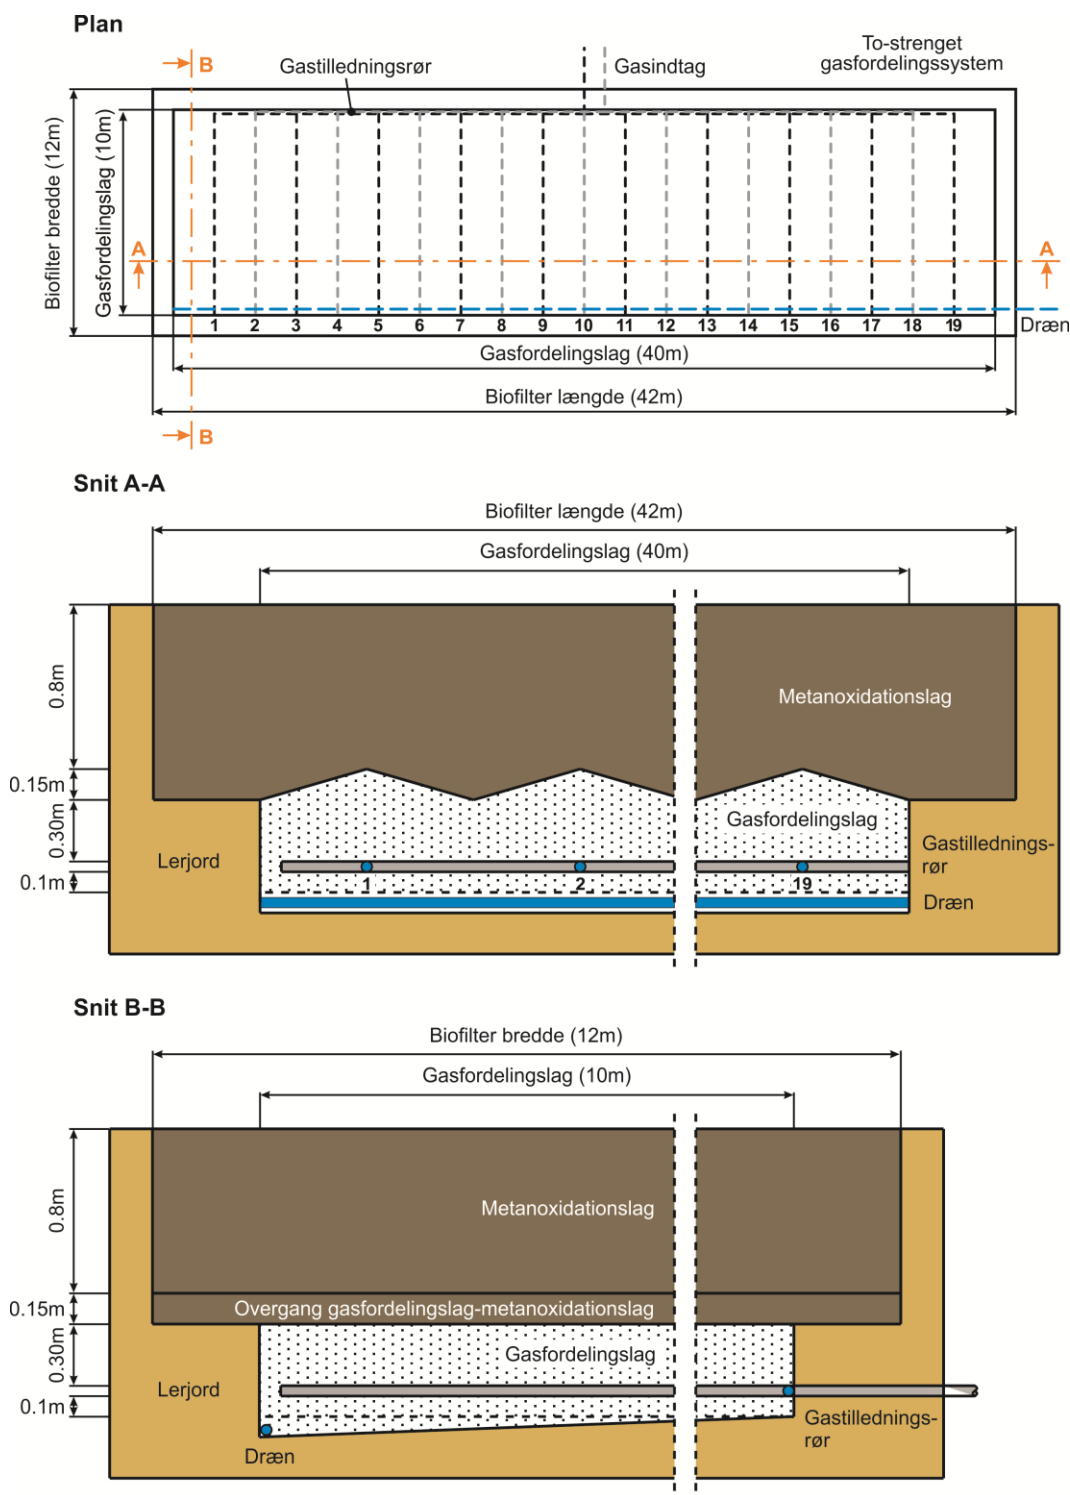 Plan
To-strenget
gasfordelingssystem
B
Gastilledningsrør
Gasindtag
Biofilter bredde (12m)
Gasfordelingslag (10m)
A
A
1 2 3 4 5 6 7 8 9 10 11 12 13 14 15 16 17 18 19
Dræn
Gasfordelingslag (40m)
Biofilter længde (42m)
B
Snit A-A
Biofilter længde (42m)
Gasfordelingslag (40m)
0.8m
Metanoxidationslag
0.15m
0.30m
Gasfordelingslag
Lerjord
Gastillednings-
rør
0.1m
1 2 19
Dræn
Snit B-B
Biofilter bredde (12m)
Gasfordelingslag (10m)
0.8m
Metanoxidationslag
0.15m
Overgang gasfordelingslag-metanoxidationslag
0.30m
Gasfordelingslag
Lerjord
0.1m
Gastillednings-
rør
Dræn